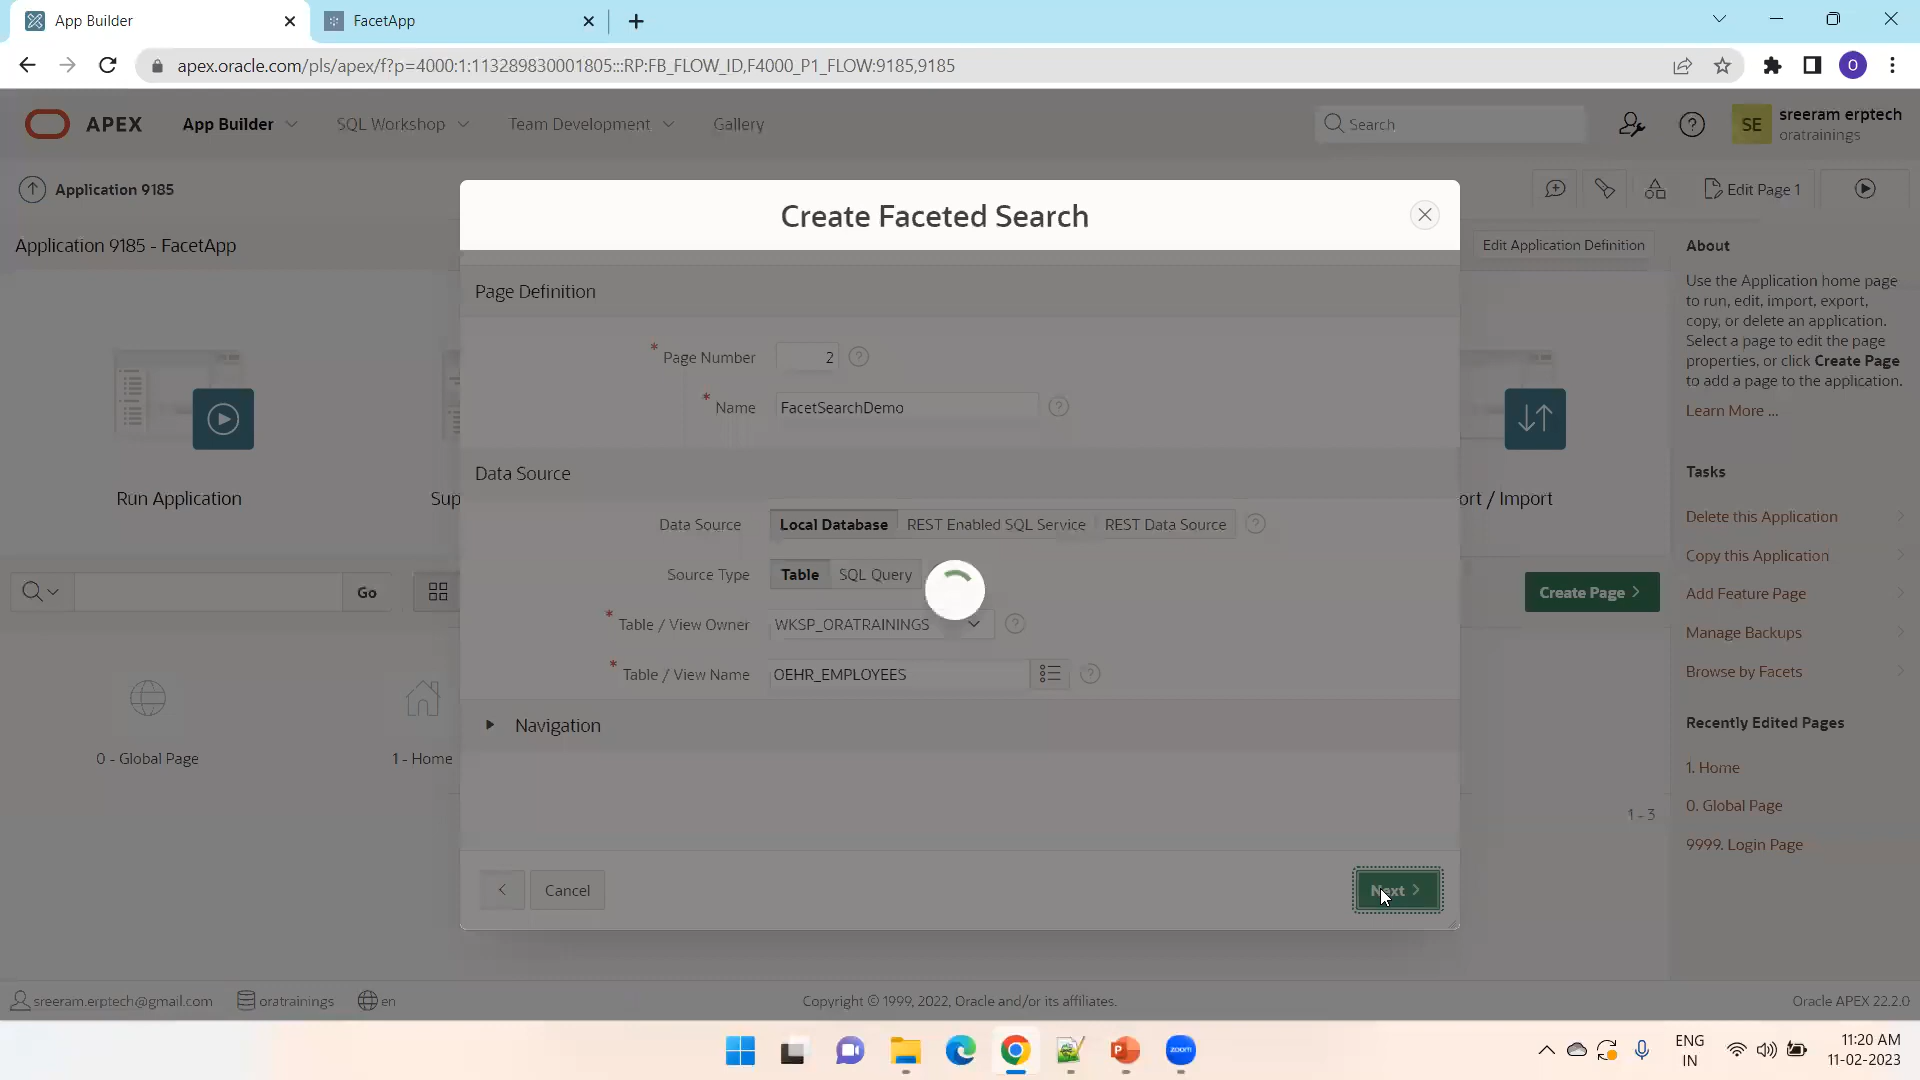 App Builder
FacetApp
apex.oracle.com/pls/apex/f?p=4000:1:113289830001805:::RP:FB_FLOW_ID,F4000_P1_FLOW:9185,9185
O
APEX
App Builder
SQL Workshop
Team Development
Gallery
Search
SE
sreeram erptech
oratrainings
Application 9185
Edit Page 1
Create Faceted Search
Application 9185 - FacetApp
Edit Application Definition
Page Definition
* Page Number
2
* Name
FacetSearchDemo
Data Source
Data Source
Local Database
REST Enabled SQL Service
REST Data Source
Source Type
Table
SQL Query
* Table / View Owner
WKSP_ORATRAININGS
* Table / View Name
OEHR_EMPLOYEES
Navigation
Cancel
Next
Run Application
Sup
ort / Import
Go
Create Page
0 - Global Page
1 - Home
1 - 3
About
Use the Application home page
to run, edit, import, export,
copy, or delete an application.
Select a page to edit the page
properties, or click Create Page
to add a page to the application.
Learn More ...
Tasks
Delete this Application
Copy this Application
Add Feature Page
Manage Backups
Browse by Facets
Recently Edited Pages
1. Home
0. Global Page
9999. Login Page
sreeram.erptech@gmail.com
oratrainings
en
Copyright © 1999, 2022, Oracle and/or its affiliates.
Oracle APEX 22.2.0
zoom
ENG
IN
11:20 AM
11-02-2023